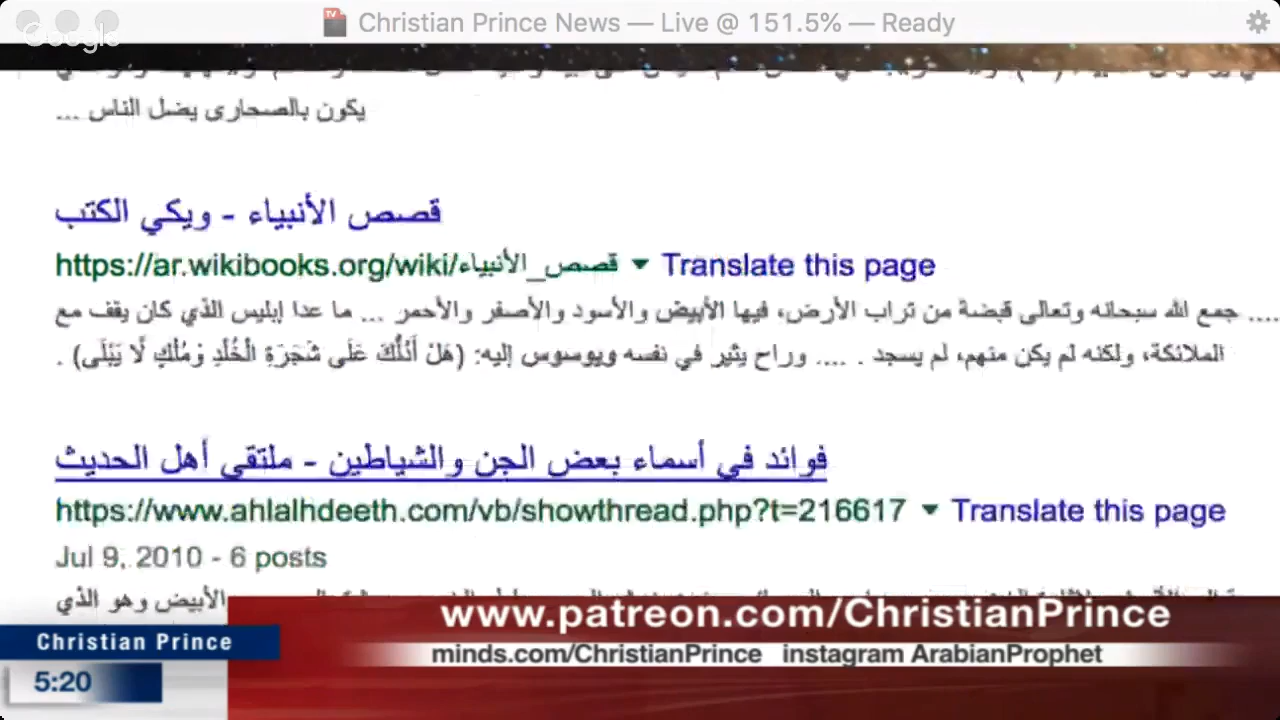 Christian Prince News — Live @ 151.5% — Ready
Google
يكون بالصحارى يضل الناس ...
قصص الأنبياء - ويكي الكتب
https://ar.wikibooks.org/wiki/قصص_الأنبياء ▼ Translate this page
.... جمع الله سبحانه وتعالى قبضة من تراب الأرض، فيها الأبيض والأسود والأصفر والأحمر ... ما عدا إبليس الذي كان يقف مع
الملائكة، ولكنه لم يكن منهم، لم يسجد . .... وراح يثير في نفسه ويوسوس إليه: (هَلْ أَدُلُّكَ عَلَى شَجَرَةِ الْخُلْدِ وَمُلْكٍ لَّا يَبْلَى) .
فوائد في أسماء بعض الجن والشياطين - ملتقى أهل الحديث
https://www.ahlalhdeeth.com/vb/showthread.php?t=216617 ▼ Translate this page
Jul 9, 2010 - 6 posts
الأبيض وهو الذي
www.patreon.com/ChristianPrince
Christian Prince
minds.com/ChristianPrince instagram ArabianProphet
5:20